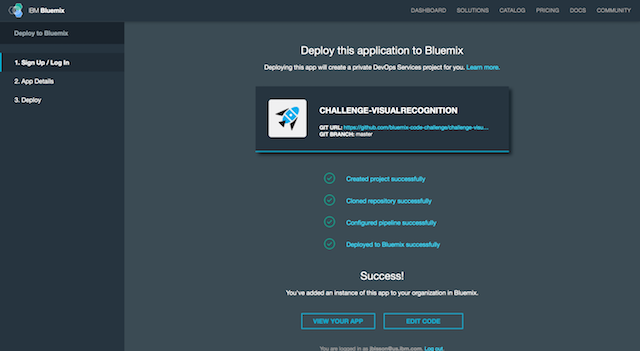 IBM Bluemix
DASHBOARD SOLUTIONS CATALOG PRICING DOCS COMMUNITY
Deploy to Bluemix
1. Sign Up / Log In
2. App Details
3. Deploy
Deploy this application to Bluemix
Deploying this app will create a private DevOps Services project for you. Learn more.
CHALLENGE-VISUALRECOGNITION
GIT URL: https://github.com/bluemix-code-challenge/challenge-visu...
GIT BRANCH: master
Created project successfully
Cloned repository successfully
Configured pipeline successfully
Deployed to Bluemix successfully
Success!
You've added an instance of this app to your organization in Bluemix.
VIEW YOUR APP EDIT CODE
You are logged in as Log out.